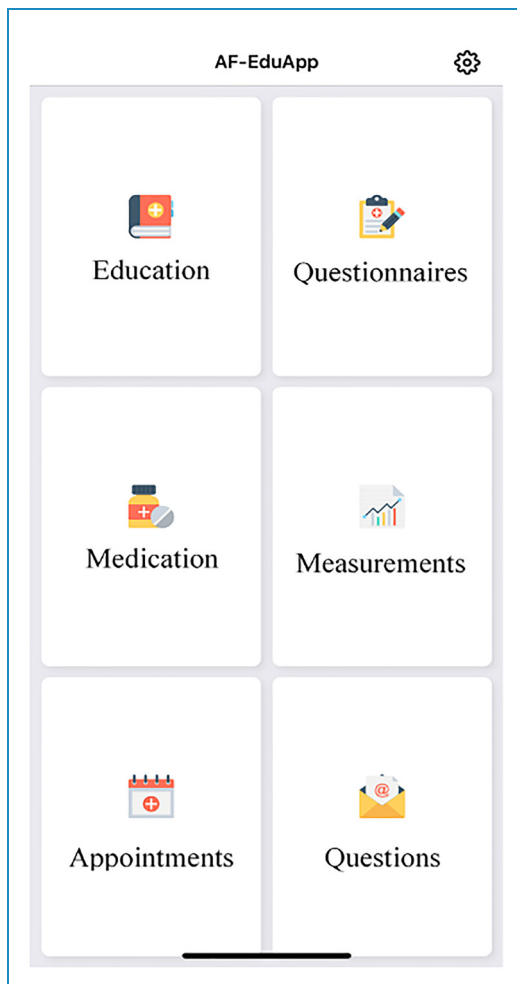 AF-EduApp
Education
Questionnaires
Medication
Measurements
Appointments
@
Questions